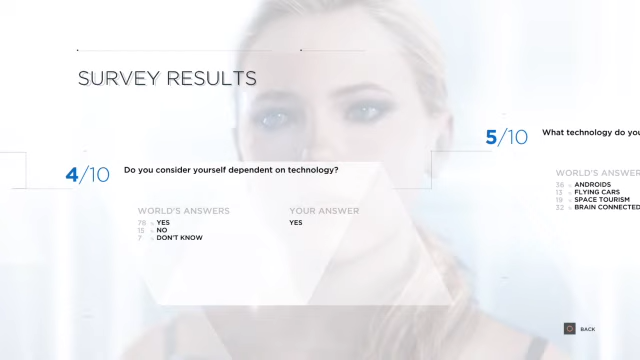 SURVEY RESULTS
4/10
Do you consider yourself dependent on technology?
WORLD'S ANSWERS
78 % YES
15 % NO
7 % DON'T KNOW
YOUR ANSWER
YES
5/10
What technology do you
WORLD'S ANSWER
36 % ANDROIDS
13 % FLYING CARS
19 % SPACE TOURISM
32 % BRAIN CONNECTED
BACK